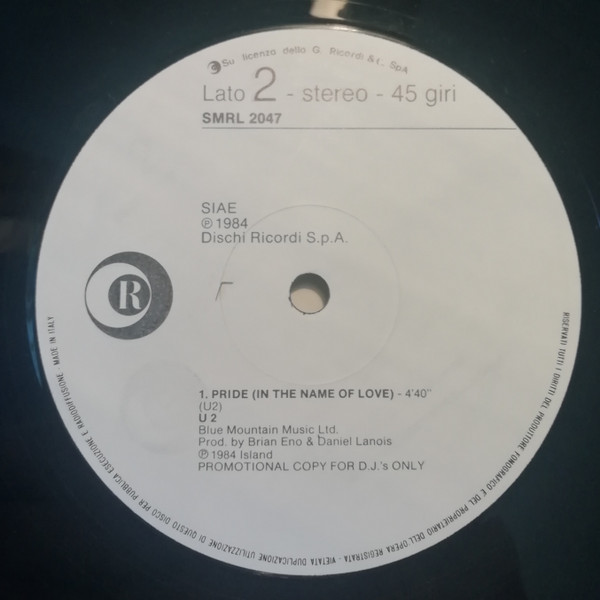 Su licenza dello G. Ricordi & C. SpA
Lato 2 - stereo - 45 giri
SMRL 2047
SIAE
℗ 1984
Dischi Ricordi S.p.A.
R
1. PRIDE (IN THE NAME OF LOVE) - 4'40"
(U2)
U 2
Blue Mountain Music Ltd.
Prod. by Brian Eno & Daniel Lanois
℗ 1984 Island
PROMOTIONAL COPY FOR D.J.'s ONLY
RISERVATI TUTTI I DIRITTI DEL PRODUTTORE FONOGRAFICO E DEL PROPRIETARIO DELL'OPERA REGISTRATA - VIETATA DUPLICAZIONE UTILIZZAZIONE DI QUESTO DISCO PER PUBBLICA ESECUZIONE E RADIODIFFUSIONE - MADE IN ITALY